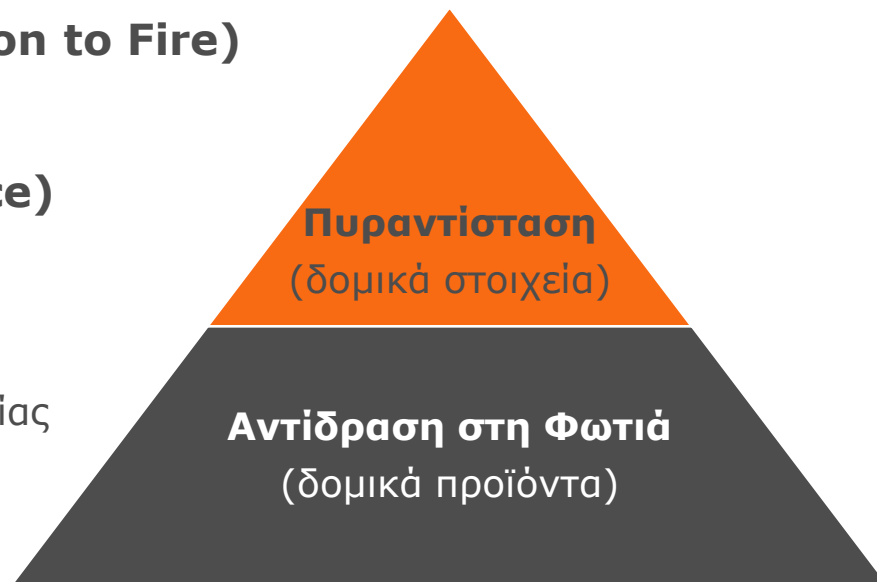 on to Fire)
ce)
Πυραντίσταση
(δομικά στοιχεία)
ίας
Αντίδραση στη Φωτιά
(δομικά προϊόντα)